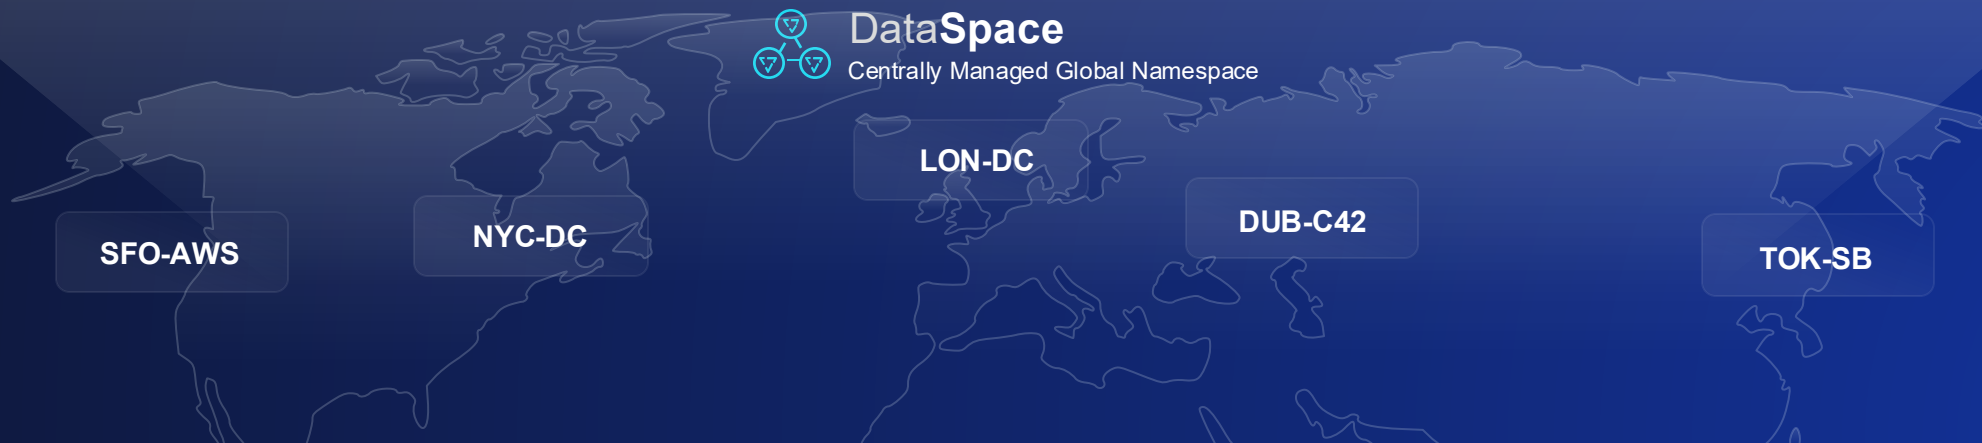 DataSpace
Centrally Managed Global Namespace
LON-DC
DUB-C42
NYC-DC
SFO-AWS
TOK-SB